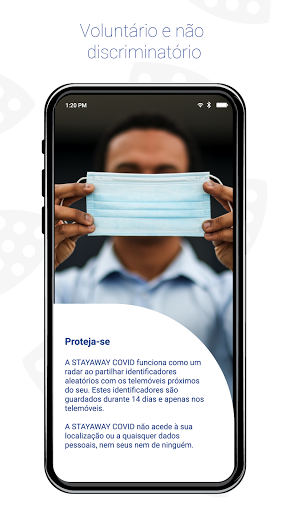 Voluntário e não
discriminatório
1:20 PM
Proteja-se
A STAYAWAY COVID funciona como um
radar ao partilhar identificadores
aleatórios com os telemóveis próximos
do seu. Estes identificadores são
guardados durante 14 dias e apenas nos
telemóveis.
A STAYAWAY COVID não acede à sua
localização ou a quaisquer dados
pessoais, nem seus nem de ninguém.